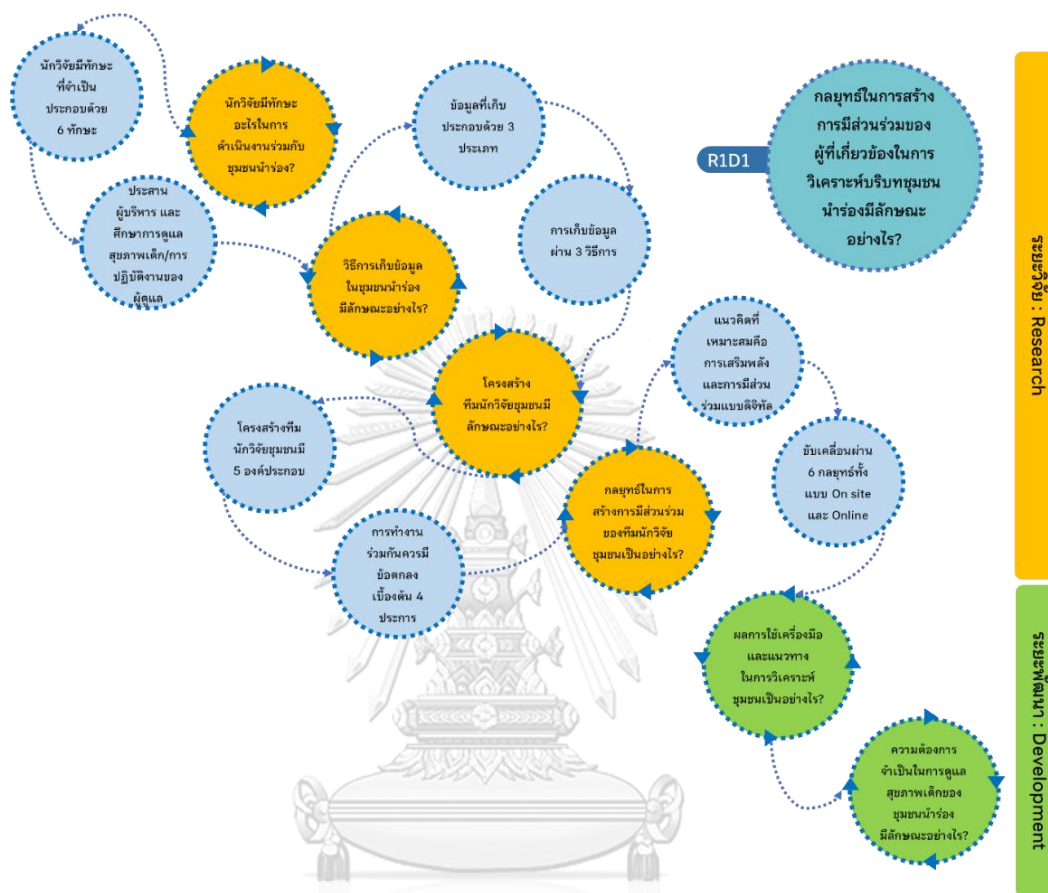 R1D1
กลยุทธ์ในการสร้าง
การมีส่วนร่วมของ
ผู้ที่เกี่ยวข้องในการ
วิเคราะห์บริบทชุมชน
นำร่องมีลักษณะ
อย่างไร?
นักวิจัยมีทักษะ
อะไรในการ
ดำเนินงานร่วมกับ
ชุมชนนำร่อง?
นักวิจัยมีทักษะ
ที่จำเป็น
ประกอบด้วย
6 ทักษะ
ประสาน
ผู้บริหาร และ
ศึกษาการดูแล
สุขภาพเด็ก/การ
ปฏิบัติงานของ
ผู้ดูแล
วิธีการเก็บข้อมูล
ในชุมชนนำร่อง
มีลักษณะอย่างไร?
ข้อมูลที่เก็บ
ประกอบด้วย 3
ประเภท
การเก็บข้อมูล
ผ่าน 3 วิธีการ
โครงสร้าง
ทีมนักวิจัยชุมชนมี
ลักษณะอย่างไร?
โครงสร้างทีม
นักวิจัยชุมชนมี
5 องค์ประกอบ
การทำงาน
ร่วมกันควรมี
ข้อตกลง
เบื้องต้น 4
ประการ
กลยุทธ์ในการ
สร้างการมีส่วนร่วม
ของทีมนักวิจัย
ชุมชนเป็นอย่างไร?
แนวคิดที่
เหมาะสมคือ
การเสริมพลัง
และการมีส่วน
ร่วมแบบดิจิทัล
ขับเคลื่อนผ่าน
6 กลยุทธ์ทั้ง
แบบ On site
และ Online
ผลการใช้เครื่องมือ
และแนวทาง
ในการวิเคราะห์
ชุมชนเป็นอย่างไร?
ความต้องการ
จำเป็นในการดูแล
สุขภาพเด็กของ
ชุมชนนำร่อง
มีลักษณะอย่างไร?
ระยะวิจัย : Research
ระยะพัฒนา : Development